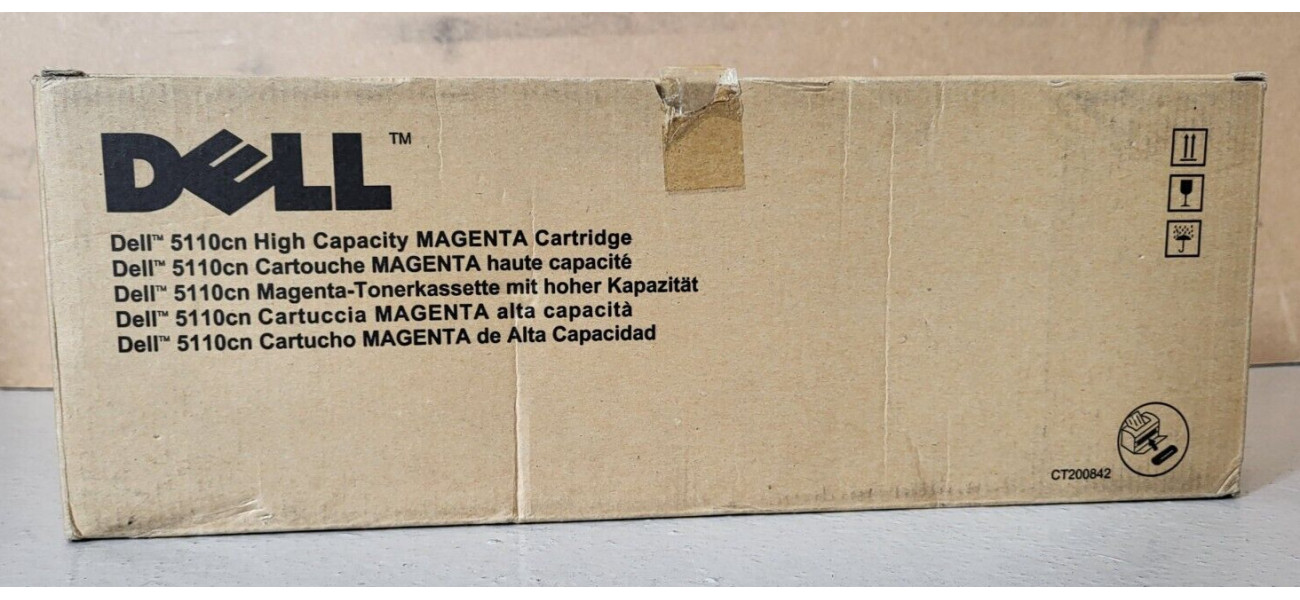 DELL™
Dell™ 5110cn High Capacity MAGENTA Cartridge
Dell™ 5110cn Cartouche MAGENTA haute capacité
Dell™ 5110cn Magenta-Tonerkassette mit hoher Kapazität
Dell™ 5110cn Cartuccia MAGENTA alta capacità
Dell™ 5110cn Cartucho MAGENTA de Alta Capacidad
CT200842